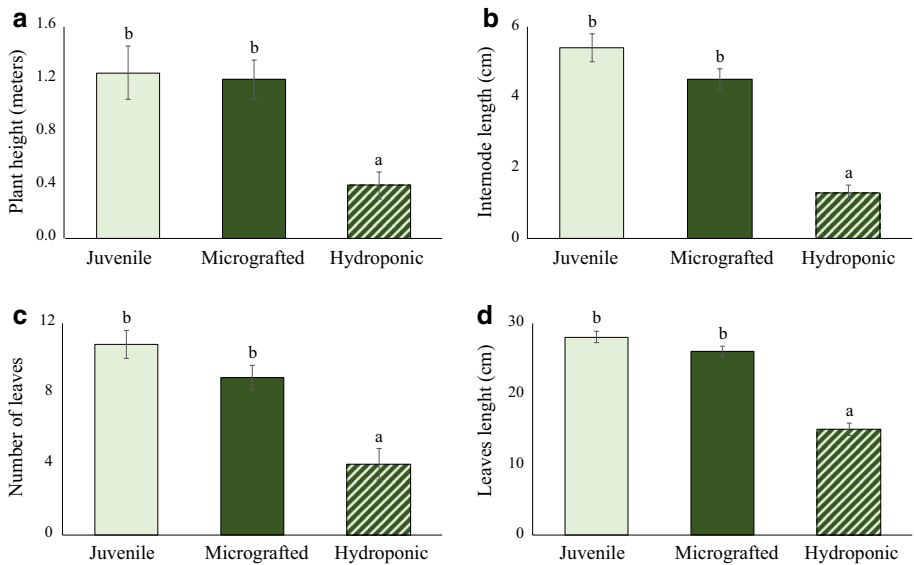 a
Plant height (meters)
1.6
1.2
0.8
0.4
0.0
b
b
a
Juvenile
Micrografted
Hydroponic
b
Internode length (cm)
6
4
2
0
b
b
a
Juvenile
Micrografted
Hydroponic
c
Number of leaves
12
8
4
0
b
b
a
Juvenile
Micrografted
Hydroponic
d
Leaves lenght (cm)
30
20
10
0
b
b
a
Juvenile
Micrografted
Hydroponic